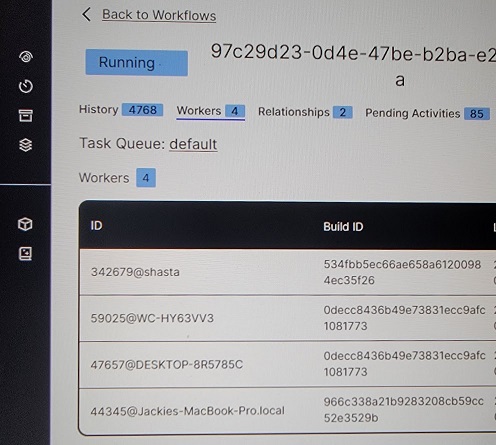 Back to Workflows
Running
97c29d23-0d4e-47be-b2ba-e2
a
History 4768 Workers 4 Relationships 2 Pending Activities 85
Task Queue: default
Workers 4
ID Build ID
342679@shasta 534fbb5ec66ae658a6120098
4ec35f26
59025@WC-HY63VV3 0decc8436b49e73831ecc9afc
1081773
47657@DESKTOP-8R5785C 0decc8436b49e73831ecc9afc
1081773
44345@Jackies-MacBook-Pro.local 966c338a21b9283208cb59cc
52e3529b